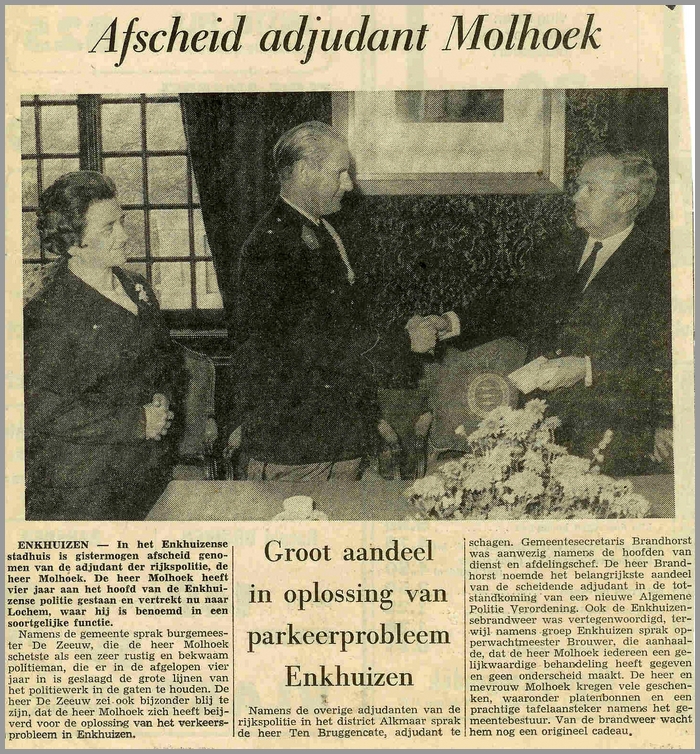 Afscheid adjudant Molhoek
ENKHUIZEN — In het Enkhuizense
stadhuis is gistermogen afscheid geno-
men van de adjudant der rijkspolitie, de
heer Molhoek. De heer Molhoek heeft
vier jaar aan het hoofd van de Enkhui-
zense politie gestaan en vertrekt nu naar
Lochem, waar hij is benoemd in een
soortgelijke functie.
Namens de gemeente sprak burgemees-
ter De Zeeuw, die de heer Molhoek
schetste als een zeer rustig en bekwaam
politieman, die er in de afgelopen vier
jaar in is geslaagd de grote lijnen van
het politiewerk in de gaten te houden. De
heer De Zeeuw zei ook bijzonder blij te
zijn, dat de heer Molhoek zich heeft beij-
verd voor de oplossing van het verkeers-
probleem in Enkhuizen.
Groot aandeel
in oplossing van
parkeerprobleem
Enkhuizen
Namens de overige adjudanten van de
rijkspolitie in het district Alkmaar sprak
de heer Ten Bruggencate, adjudant te
schagen. Gemeentesecretaris Brandhorst
was aanwezig namens de hoofden van
dienst en afdelingschef. De heer Brand-
horst noemde het belangrijkste aandeel
van de scheidende adjudant in de tot-
standkoming van een nieuwe Algemene
Politie Verordening. Ook de Enkhuizen-
sebrandweer was vertegenwoordigd, ter-
wijl namens groep Enkhuizen sprak op-
perwachtmeester Brouwer, die aanhaal-
de, dat de heer Molhoek iedereen een ge-
lijkwaardige behandeling heeft gegeven
en geen onderscheid maakt. De heer en
mevrouw Molhoek kregen vele geschen-
ken, waaronder platenbonnen en een
prachtige tafelaansteker namens het ge-
meentebestuur. Van de brandweer wacht
hem nog een origineel cadeau.